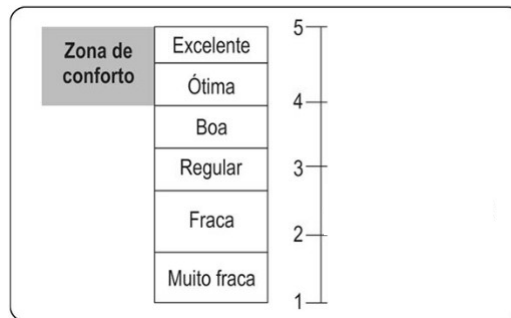 Zona de
conforto
Excelente
Ótima
Boa
Regular
Fraca
Muito fraca
5
4
3
2
1